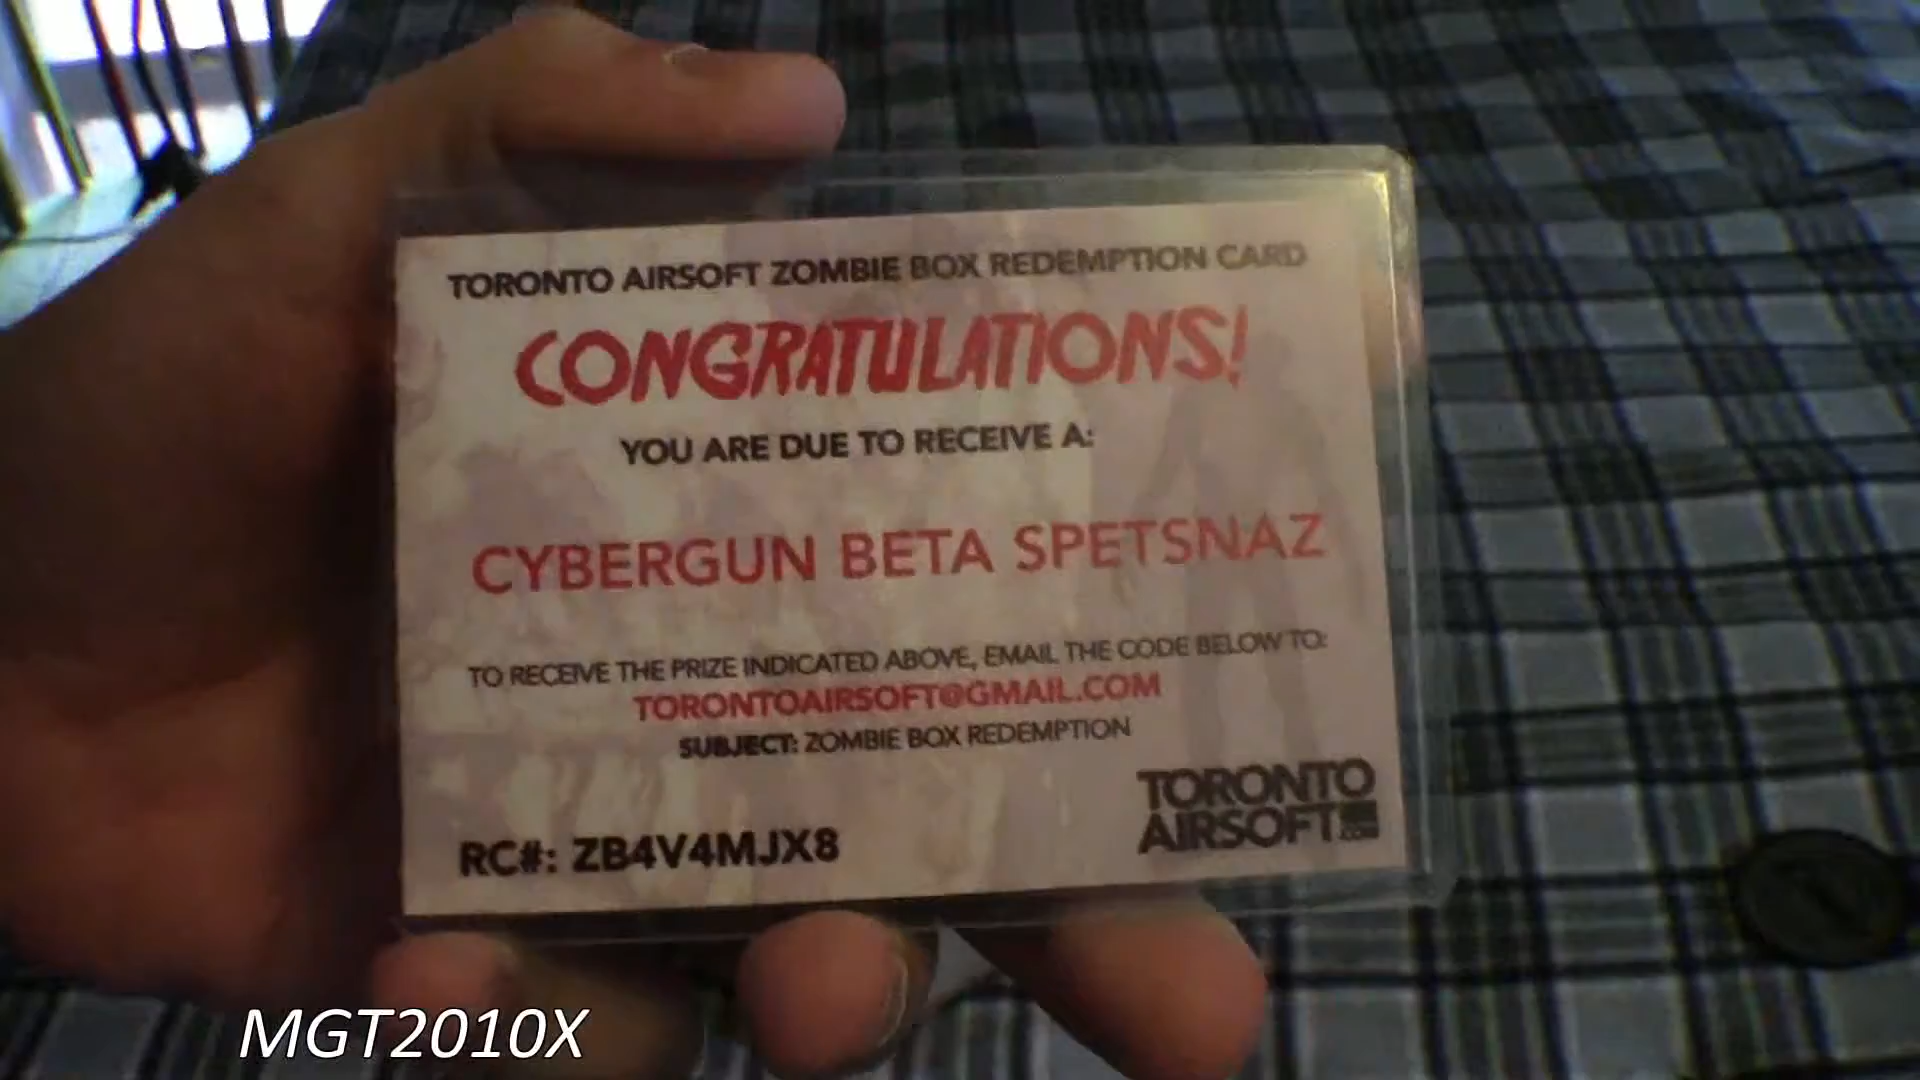 TORONTO AIRSOFT ZOMBIE BOX REDEMPTION CARD
CONGRATULATIONS!
YOU ARE DUE TO RECEIVE A:
CYBERGUN BETA SPETSNAZ
TO RECEIVE THE PRIZE INDICATED ABOVE, EMAIL THE CODE BELOW TO:
TORONTOAIRSOFT@GMAIL.COM
SUBJECT: ZOMBIE BOX REDEMPTION
TORONTO
AIRSOFT.COM
RC#: ZB4V4MJX8
MGT2010X